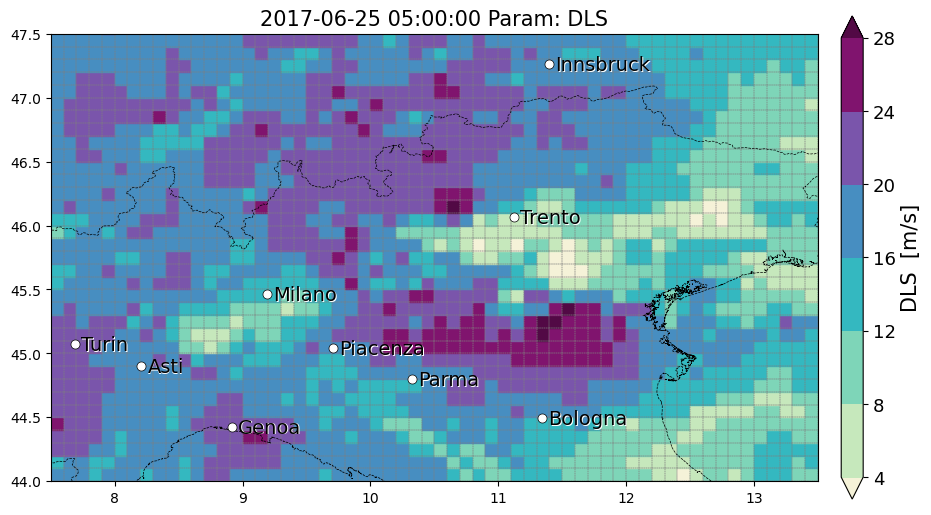 2017-06-25 05:00:00 Param: DLS
47.5
47.0
46.5
46.0
45.5
45.0
44.5
44.0
8
9
10
11
12
13
Innsbruck
Trento
Milano
Turin
Piacenza
Asti
Parma
Bologna
Genoa
28
24
20
16
12
8
4
DLS [m/s]